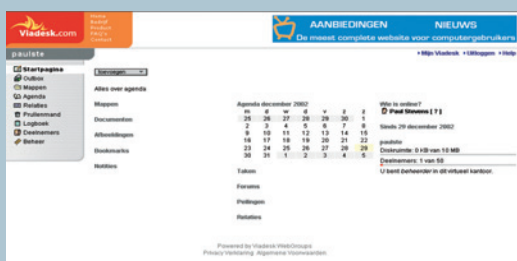 Viadesk.com
Home
Bedrijf
Product
FAQ's
Contact
AANBIEDINGEN NIEUWS
De meest complete website voor computergebruikers
paulste
Mijn Viadesk Uitloggen Help
Startpagina
Outbox
Mappen
Agenda
Relaties
Prullenmand
Logboek
Deelnemers
Beheer
toevoegen
Alles over agenda
Mappen
Documenten
Afbeeldingen
Bookmarks
Notities
Agenda december 2002
m d w d v z z
25 26 27 28 29 30 1
2 3 4 5 6 7 8
9 10 11 12 13 14 15
16 17 18 19 20 21 22
23 24 25 26 27 28 29
30 31 1 2 3 4 5
Taken
Forums
Peilingen
Relaties
Wie is online?
Paul Stevens [ ? ]
Sinds 29 december 2002
paulste
Diskruimte: 0 KB van 10 MB
Deelnemers: 1 van 50
U bent beheerder in dit virtueel kantoor.
Powered by Viadesk WebGroups
Privacy Verklaring Algemene Voorwaarden